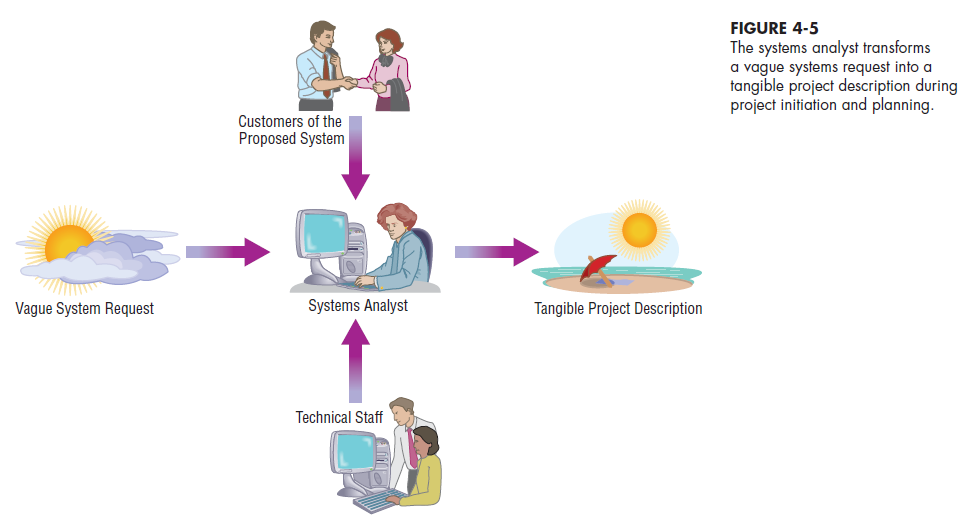 FIGURE 4-5
The systems analyst transforms
a vague systems request into a
tangible project description during
project initiation and planning.
Customers of the
Proposed System
Vague System Request
Systems Analyst
Tangible Project Description
Technical Staff